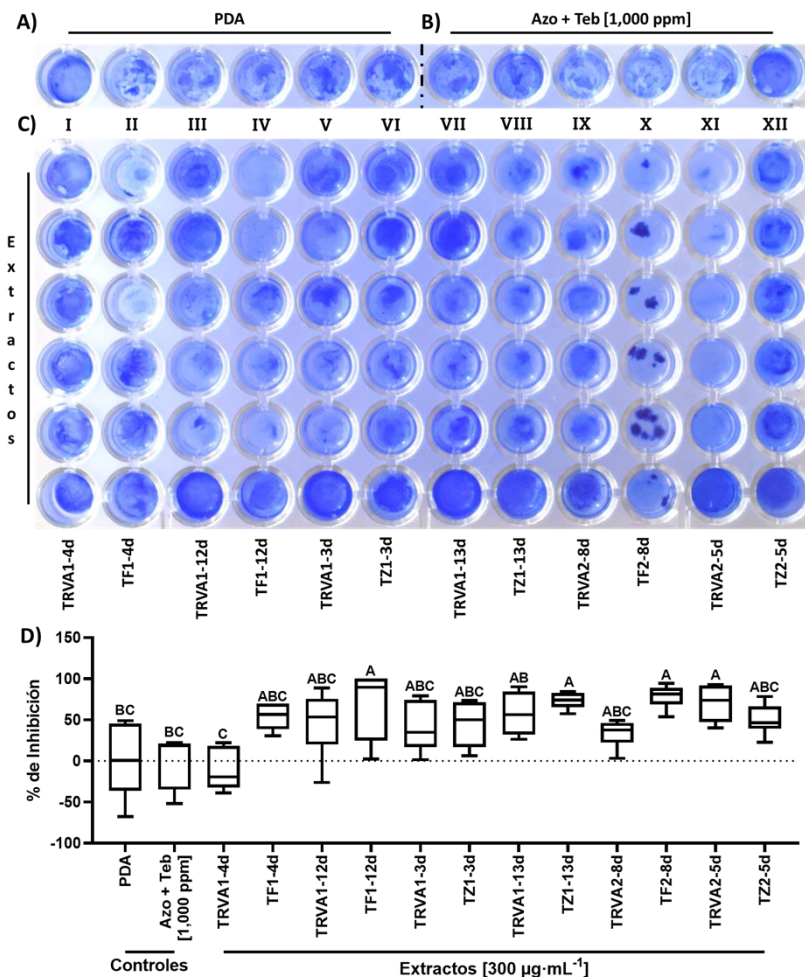 A) PDA B) Azo + Teb [1,000 ppm]
C) I II III IV V VI VII VIII IX X XI XII
Extractos
TRVA1-4d TF1-4d TRVA1-12d TF1-12d TRVA1-3d TZ1-3d TRVA1-13d TZ1-13d TRVA2-8d TF2-8d TRVA2-5d TZ2-5d
D)
% de Inhibición
150
100
50
0
-50
-100
BC BC C ABC ABC A ABC ABC AB A ABC A A ABC
PDA Azo + Teb [1,000 ppm] TRVA1-4d TF1-4d TRVA1-12d TF1-12d TRVA1-3d TZ1-3d TRVA1-13d TZ1-13d TRVA2-8d TF2-8d TRVA2-5d TZ2-5d
Controles Extractos [300 µg·mL⁻¹]